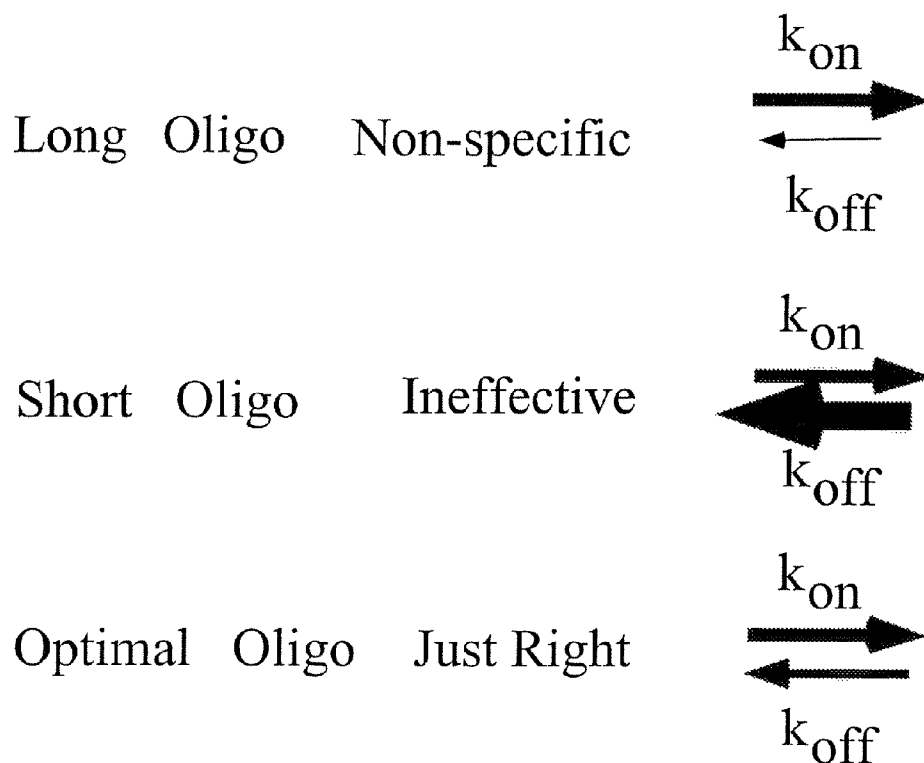 k_on
Long Oligo Non-specific
k_off
k_on
Short Oligo Ineffective
k_off
k_on
Optimal Oligo Just Right
k_off